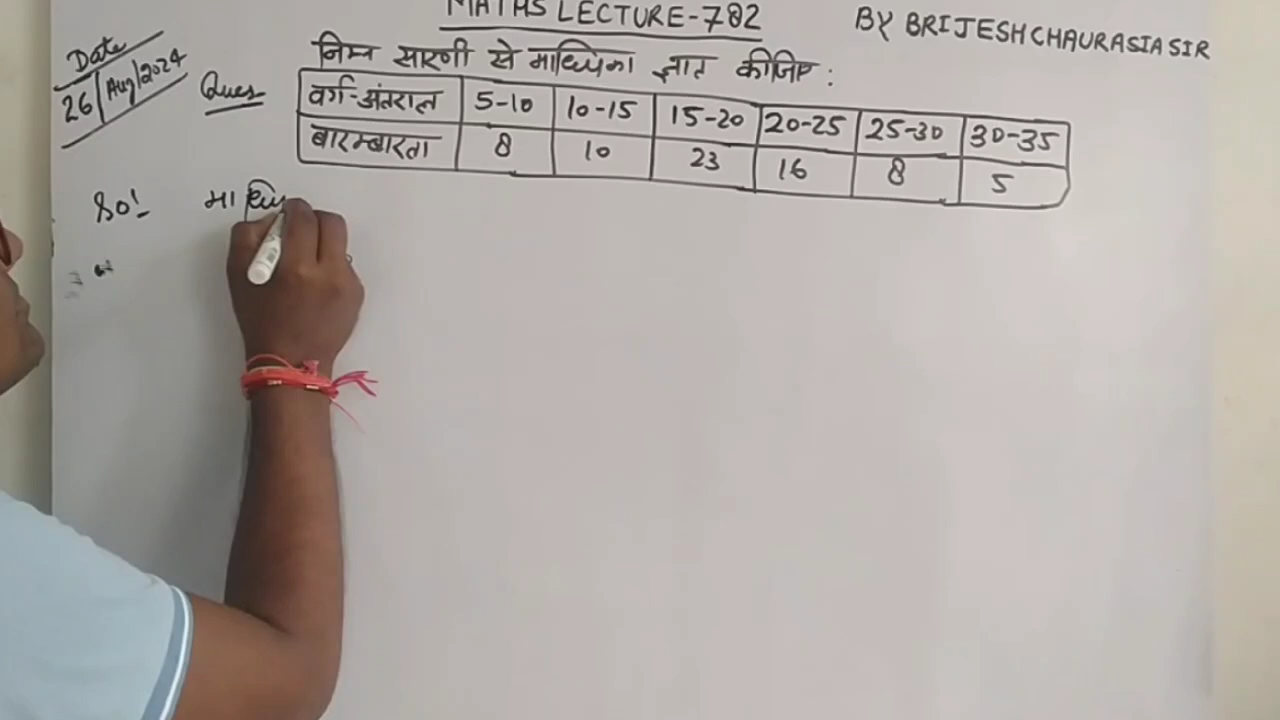 MATHS LECTURE-782
BY BRIJESH CHAURASIA SIR
Date
26/Aug/2024
Ques
निम्न सारणी से माध्यिका ज्ञात कीजिए :
वर्ग-अंतराल 5-10 10-15 15-20 20-25 25-30 30-35
बारम्बारता 8 10 23 16 8 5
Sol
माध्यि